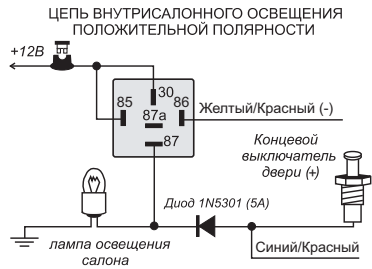 ЦЕПЬ ВНУТРИСАЛОННОГО ОСВЕЩЕНИЯ
ПОЛОЖИТЕЛЬНОЙ ПОЛЯРНОСТИ
+12В
30
85
86
87a
87
Желтый/Красный (-)
Концевой
выключатель
двери (+)
Диод 1N5301 (5А)
лампа освещения
салона
Синий/Красный